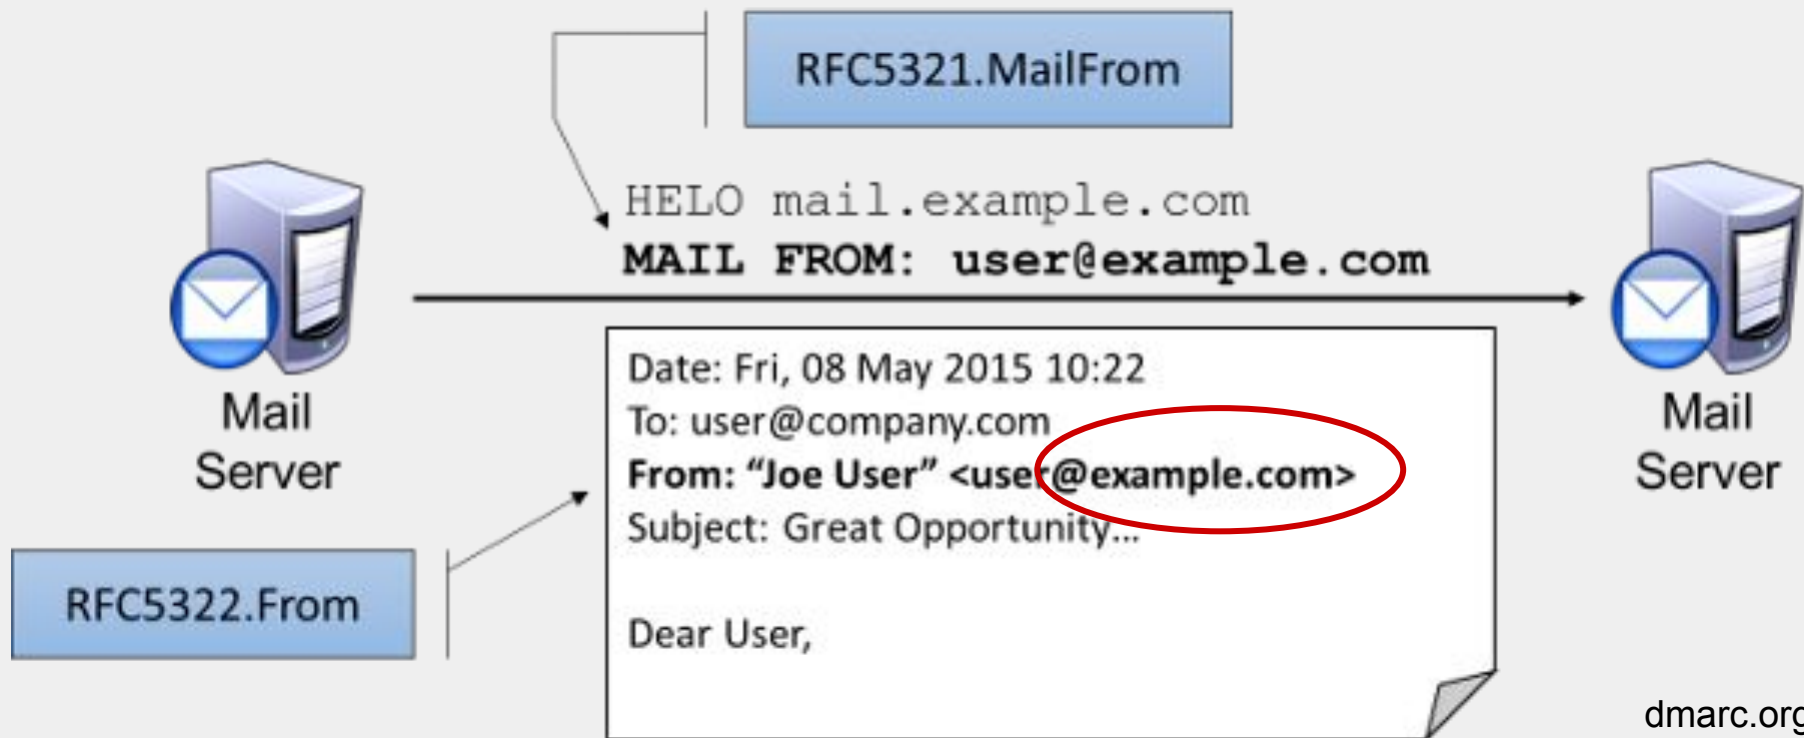 RFC5321.MailFrom
HELO mail.example.com
MAIL FROM: user@example.com
Mail
Server
Mail
Server
Date: Fri, 08 May 2015 10:22
To: user@company.com
From: “Joe User” <user@example.com>
Subject: Great Opportunity…
RFC5322.From
Dear User,
dmarc.org